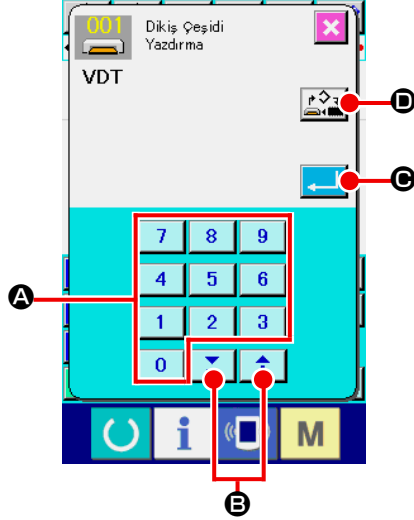 001
Dikiş Çeşidi
Yazdırma
VDT
D
C
7 8 9
4 5 6
A
1 2 3
0
i M
B